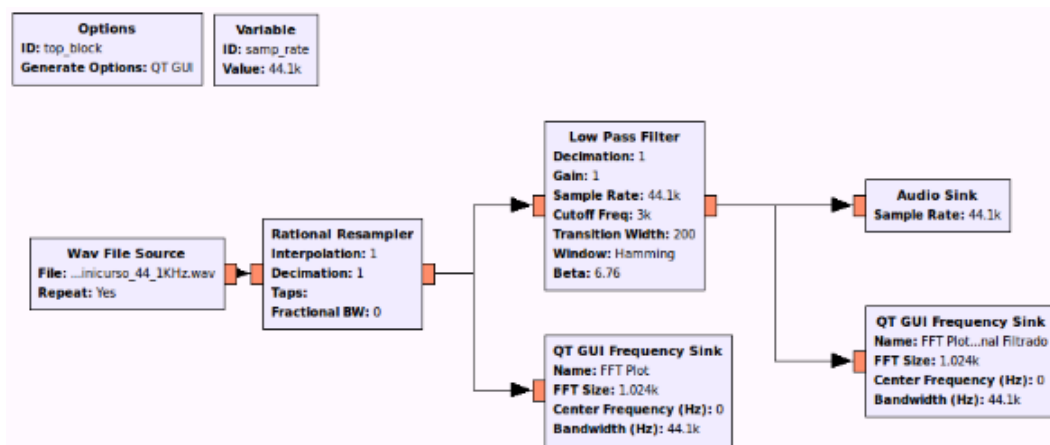 Options
ID: top_block
Generate Options: QT GUI
Variable
ID: samp_rate
Value: 44.1k
Wav File Source
File: ...inicurso_44_1KHz.wav
Repeat: Yes
Rational Resampler
Interpolation: 1
Decimation: 1
Taps:
Fractional BW: 0
Low Pass Filter
Decimation: 1
Gain: 1
Sample Rate: 44.1k
Cutoff Freq: 3k
Transition Width: 200
Window: Hamming
Beta: 6.76
QT GUI Frequency Sink
Name: FFT Plot
FFT Size: 1.024k
Center Frequency (Hz): 0
Bandwidth (Hz): 44.1k
Audio Sink
Sample Rate: 44.1k
QT GUI Frequency Sink
Name: FFT Plot...nal Filtrado
FFT Size: 1.024k
Center Frequency (Hz): 0
Bandwidth (Hz): 44.1k